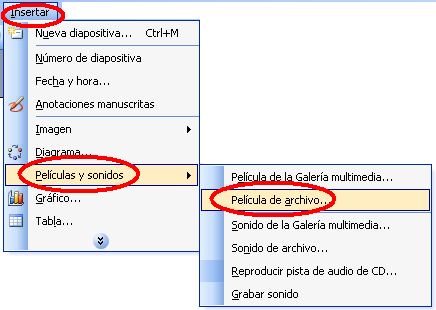 Insertar
Nueva diapositiva... Ctrl+M
Número de diapositiva
Fecha y hora...
Anotaciones manuscritas
Imagen
Diagrama...
Películas y sonidos
Gráfico...
Tabla...
Película de la Galería multimedia...
Película de archivo...
Sonido de la Galería multimedia...
Sonido de archivo...
Reproducir pista de audio de CD...
Grabar sonido